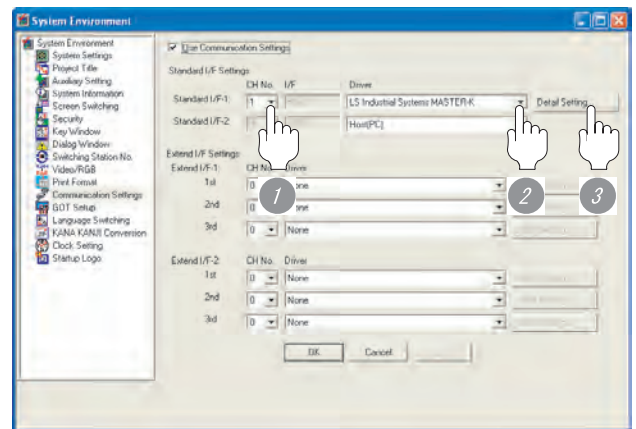 System Environment
System Environment
System Settings
Project Title
Auxiliary Setting
System Information
Screen Switching
Security
Key Window
Dialog Window
Switching Station No.
Video/RGB
Print Format
Communication Settings
GOT Setup
Language Switching
KANA KANJI Conversion
Clock Setting
Startup Logo
Use Communication Settings
Standard I/F Settings
CH No. I/F Driver
Standard I/F-1 1 LS Industrial Systems MASTER-K Detail Setting...
Standard I/F-2 Host(PC)
Extend I/F Settings
Extend I/F-1 CH No. Driver
1st 0 None
2nd 0 None
3rd 0 None
1 2 3
Extend I/F-2 CH No. Driver
1st 0 None
2nd 0 None
3rd 0 None
OK Cancel